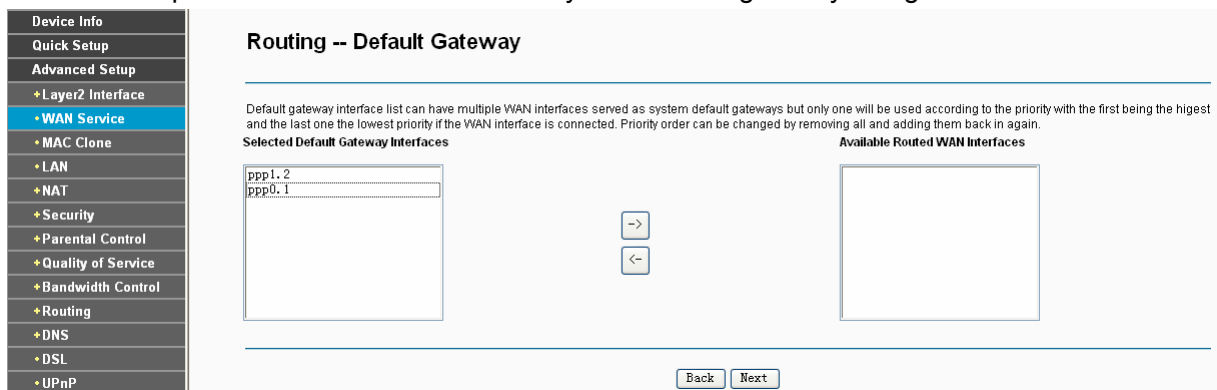 Device Info
Quick Setup
Advanced Setup
+Layer2 Interface
•WAN Service
•MAC Clone
•LAN
+NAT
+Security
+Parental Control
+Quality of Service
+Bandwidth Control
+Routing
+DNS
•DSL
•UPnP
Routing -- Default Gateway
Default gateway interface list can have multiple WAN interfaces served as system default gateways but only one will be used according to the priority with the first being the higest
and the last one the lowest priority if the WAN interface is connected. Priority order can be changed by removing all and adding them back in again.
Selected Default Gateway Interfaces
Available Routed WAN Interfaces
ppp1.2
ppp0.1
->
<-
Back Next